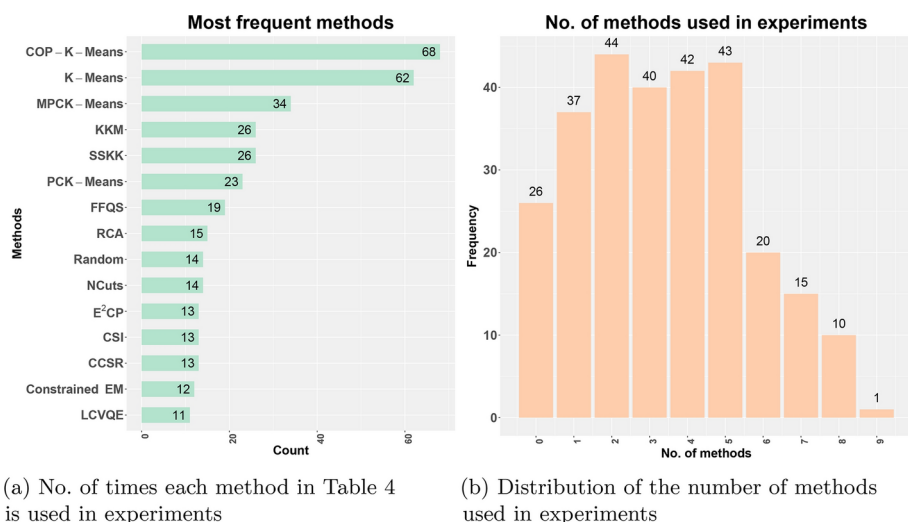 Most frequent methods
COP – K – Means
68
K – Means
62
MPCK – Means
34
KKM
26
SSKK
26
PCK – Means
23
FFQS
19
RCA
15
Random
14
NCuts
14
E²CP
13
CSI
13
CCSR
13
Constrained EM
12
LCVQE
11
Methods
0
20
40
60
Count
(a) No. of times each method in Table 4
is used in experiments
No. of methods used in experiments
Frequency
40
30
20
10
0
26
37
44
40
42
43
20
15
10
1
0
1
2
3
4
5
6
7
8
9
No. of methods
(b) Distribution of the number of methods
used in experiments